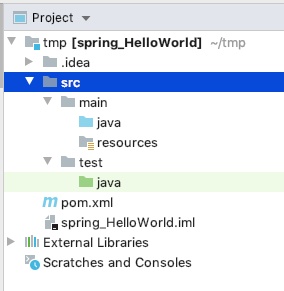 Project
tmp [spring_HelloWorld] ~/tmp
.idea
src
main
java
resources
test
java
m pom.xml
spring_HelloWorld.iml
External Libraries
Scratches and Consoles